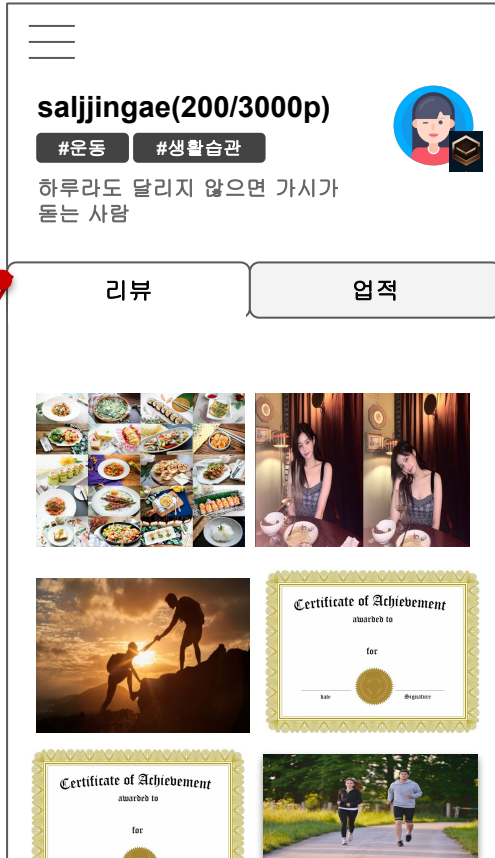 saljjingae(200/3000p)
#운동 #생활습관
하루라도 달리지 않으면 가시가
돋는 사람
리뷰 업적
Certificate of Achievement
awarded to
for
Date Signature
Certificate of Achievement
awarded to
for